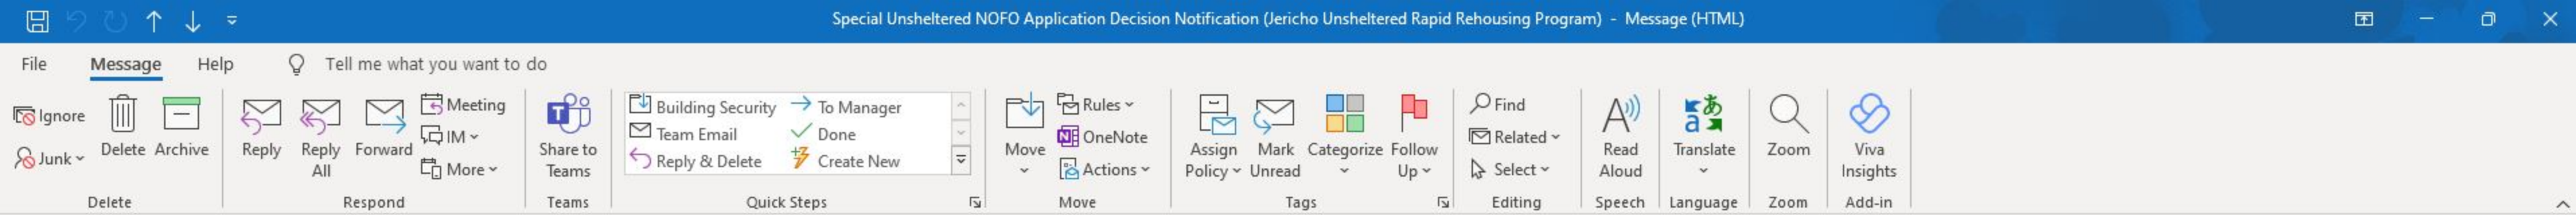 Special Unsheltered NOFO Application Decision Notification (Jericho Unsheltered Rapid Rehousing Program) - Message (HTML)
File Message Help Tell me what you want to do
Ignore
Junk
Delete
Archive
Delete
Reply
Reply All
Forward
Meeting
IM
More
Respond
Share to Teams
Teams
Building Security
To Manager
Team Email
Done
Reply & Delete
Create New
Quick Steps
Move
Rules
OneNote
Actions
Move
Assign Policy
Mark Unread
Categorize
Follow Up
Tags
Find
Related
Select
Editing
Read Aloud
Speech
Translate
Language
Zoom
Zoom
Viva Insights
Add-in